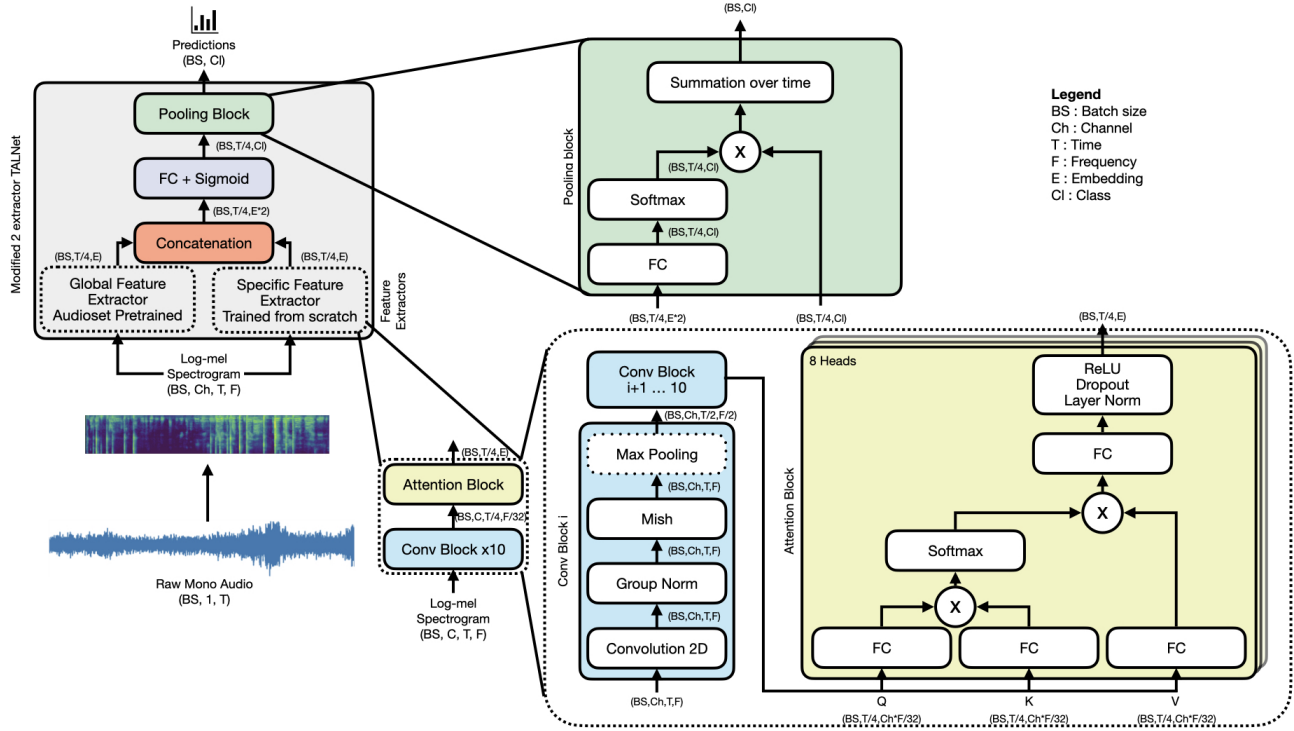 Predictions
(BS, Cl)
Modified 2 extractor TALNet
Pooling Block
(BS,T/4,Cl)
FC + Sigmoid
(BS,T/4,E*2)
Concatenation
(BS,T/4,E)
(BS,T/4,E)
Global Feature
Extractor
Audioset Pretrained
Specific Feature
Extractor
Trained from scratch
Feature
Extractors
Log-mel
Spectrogram
(BS, Ch, T, F)
Raw Mono Audio
(BS, 1, T)
(BS,T/4,E)
Attention Block
(BS,C,T/4,F/32)
Conv Block x10
Log-mel
Spectrogram
(BS, C, T, F)
(BS,Cl)
Pooling block
Summation over time
X
(BS,T/4,Cl)
Softmax
(BS,T/4,Cl)
FC
(BS,T/4,E*2)
(BS,T/4,Cl)
Legend
BS : Batch size
Ch : Channel
T : Time
F : Frequency
E : Embedding
Cl : Class
Conv Block
i+1 ... 10
(BS,Ch,T/2,F/2)
Conv Block i
Max Pooling
(BS,Ch,T,F)
Mish
(BS,Ch,T,F)
Group Norm
(BS,Ch,T,F)
Convolution 2D
(BS,Ch,T,F)
(BS,T/4,E)
8 Heads
Attention Block
ReLU
Dropout
Layer Norm
FC
X
Softmax
X
FC
FC
FC
Q
K
V
(BS,T/4,Ch*F/32)
(BS,T/4,Ch*F/32)
(BS,T/4,Ch*F/32)